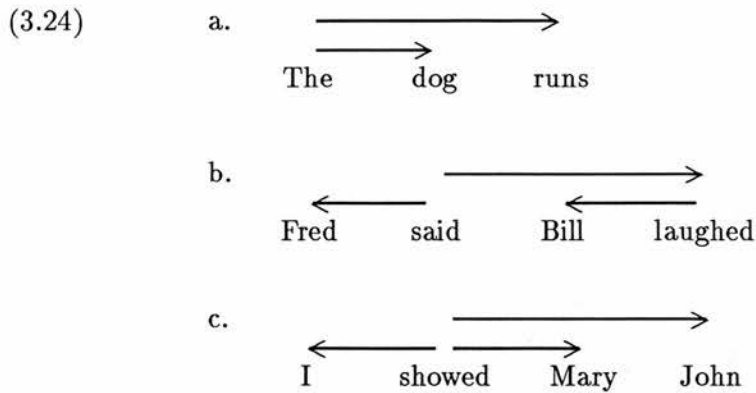 (3.24) a.
The dog runs
b.
Fred said Bill laughed
c.
I showed Mary John